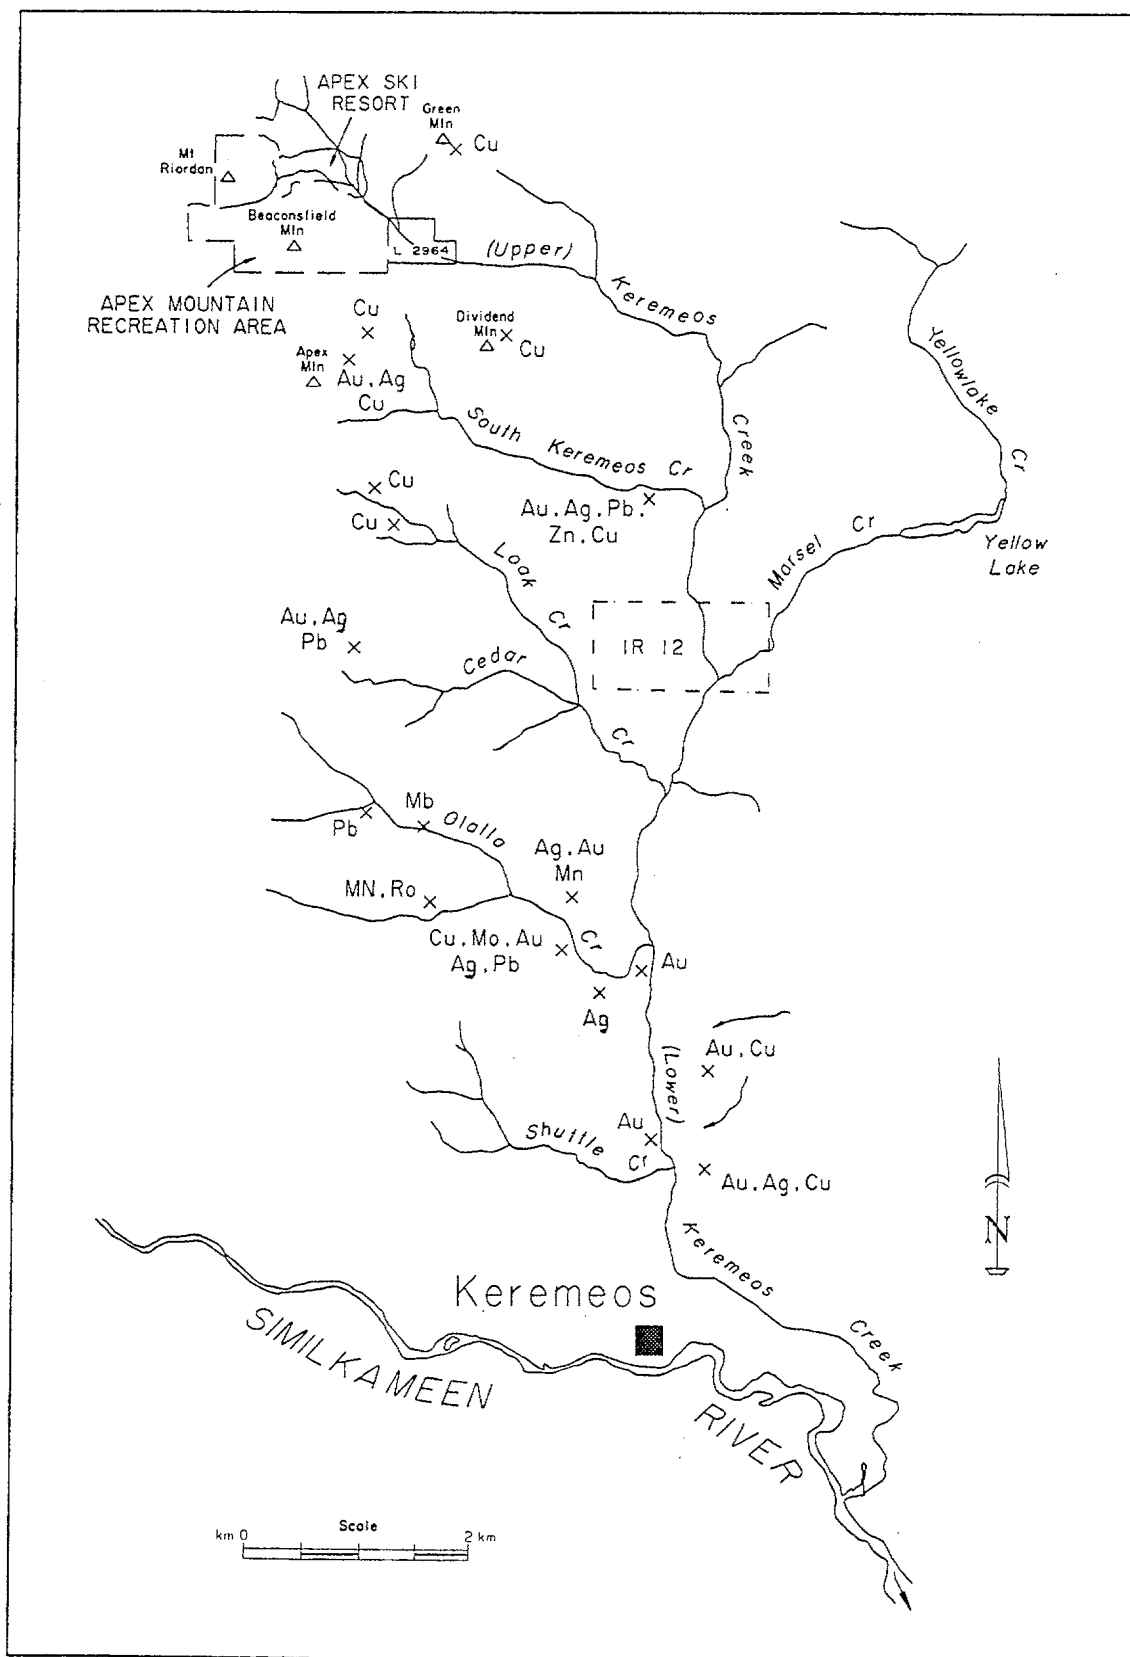 APEX SKI
RESORT
Green
Mtn
Cu
Mt
Riordan
Beaconsfield
Mtn
L 2964
(Upper)
Keremeos
Creek
APEX MOUNTAIN
RECREATION AREA
Cu
Dividend
Mtn
Cu
Apex
Mtn
Au.Ag
Cu
Yellowlake
Cr
South Keremeos Cr
Cu
Cu
Au.Ag.Pb.
Zn.Cu
Marsel Cr
Yellow
Lake
Loak
Cr
IR 12
Au.Ag
Pb
Cedar
Cr
Mb
Pb
Olalla
Cr
Ag.Au
Mn
MN.Ro
Cu.Mo.Au
Ag.Pb
Au
Ag
Au.Cu
(Lower)
Au
Shuttle
Cr
Au.Ag.Cu
N
Keremeos
Creek
Keremeos
SIMILKAMEEN
RIVER
Scale
km 0 2 km